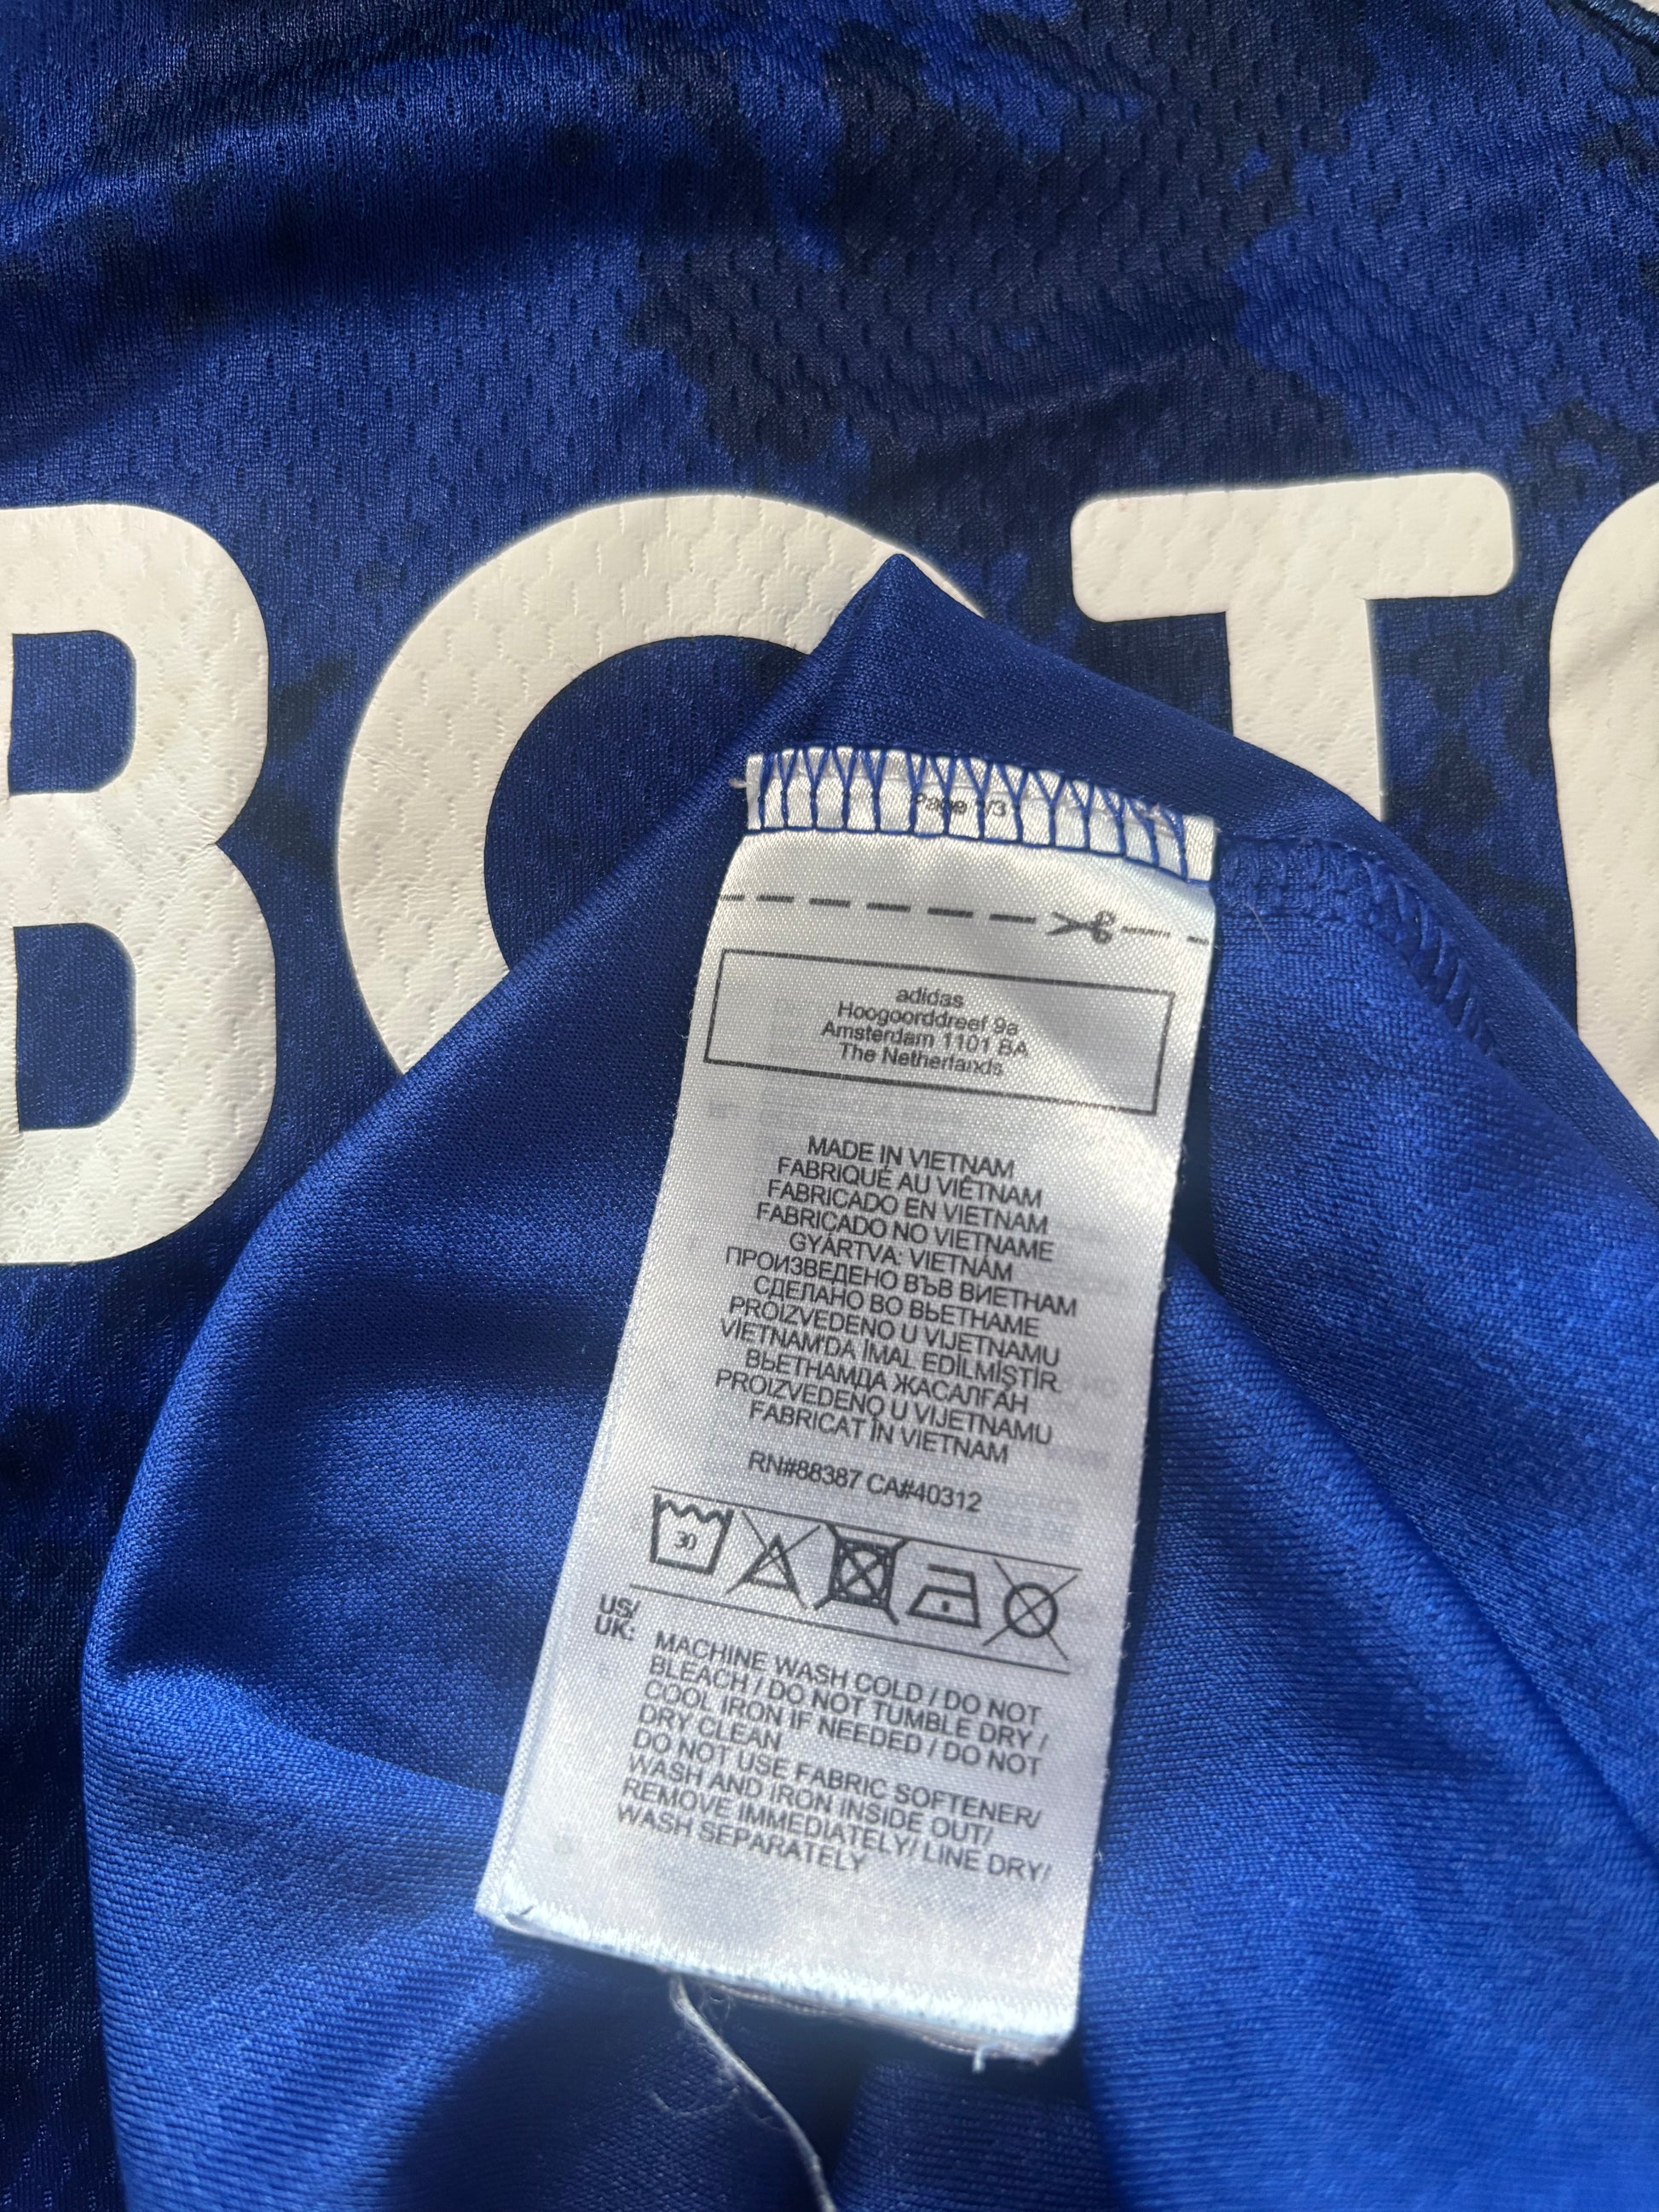 BOT
Page 1/3
adidas
Hoogoorddreef 9a
Amsterdam 1101 BA
The Netherlands
MADE IN VIETNAM
FABRIQUÉ AU VIÊTNAM
FABRICADO EN VIETNAM
FABRICADO NO VIETNAME
GYÁRTVA: VIETNÁM
ПРОИЗВЕДЕНО ВЪВ ВИЕТНАМ
СДЕЛАНО ВО ВЬЕТНАМЕ
PROIZVEDENO U VIJETNAMU
VİETNAM'DA İMAL EDİLMİŞTİR.
ВЬЕТНАМДА ЖАСАЛҒАН
PROIZVEDENO U VIJETNAMU
FABRICAT ÎN VIETNAM
RN#88387 CA#40312
30
US/
UK:
MACHINE WASH COLD / DO NOT
BLEACH / DO NOT TUMBLE DRY /
COOL IRON IF NEEDED / DO NOT
DRY CLEAN
DO NOT USE FABRIC SOFTENER/
WASH AND IRON INSIDE OUT/
REMOVE IMMEDIATELY/ LINE DRY/
WASH SEPARATELY